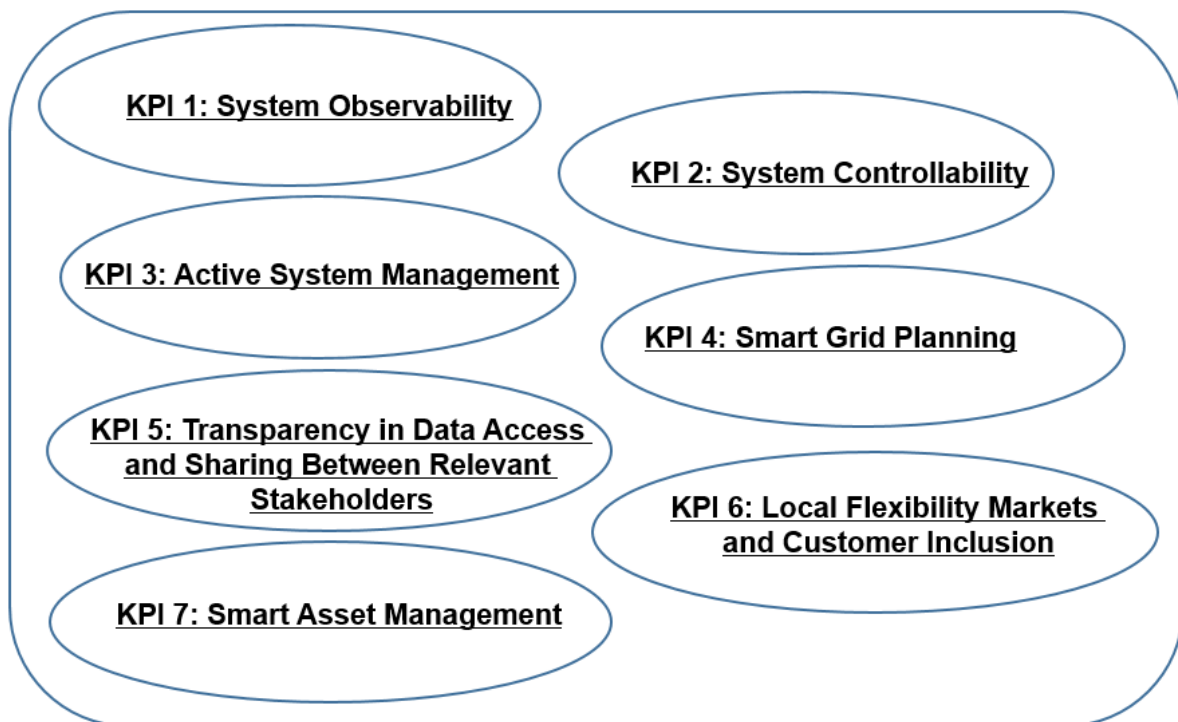 KPI 1: System Observability
KPI 2: System Controllability
KPI 3: Active System Management
KPI 4: Smart Grid Planning
KPI 5: Transparency in Data Access
and Sharing Between Relevant
Stakeholders
KPI 6: Local Flexibility Markets
and Customer Inclusion
KPI 7: Smart Asset Management